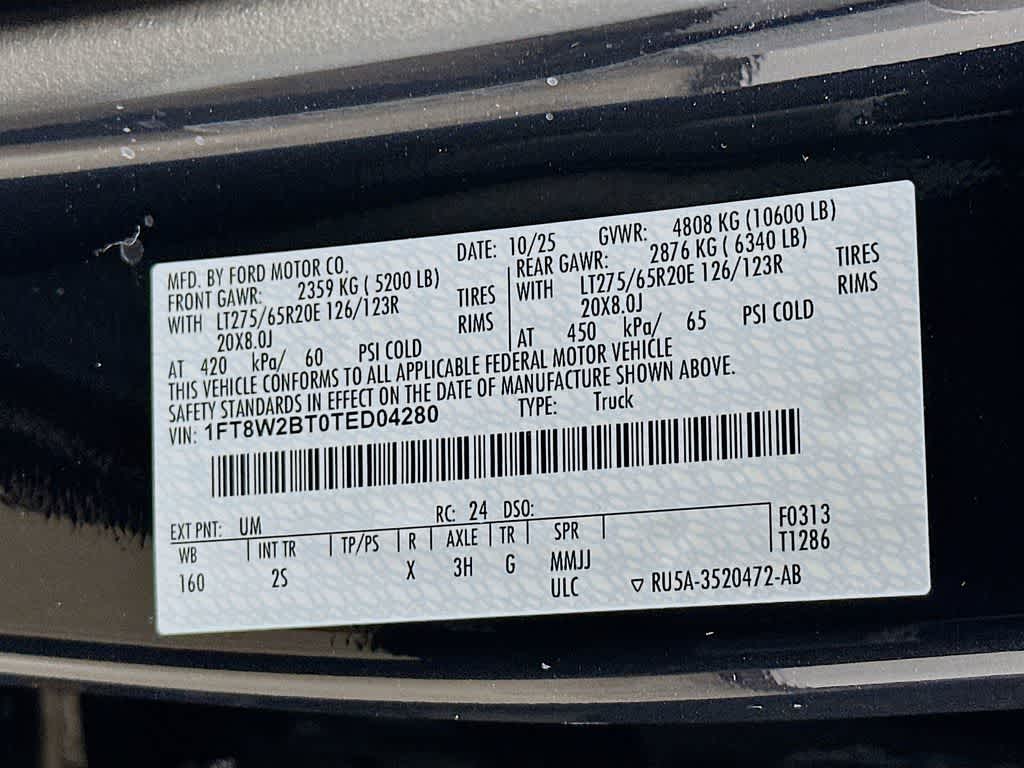 MFD. BY FORD MOTOR CO. DATE: 10/25 GVWR: 4808 KG (10600 LB)
FRONT GAWR: 2359 KG ( 5200 LB) REAR GAWR: 2876 KG ( 6340 LB)
WITH LT275/65R20E 126/123R TIRES WITH LT275/65R20E 126/123R TIRES
20X8.0J RIMS 20X8.0J RIMS
AT 420 kPa/ 60 PSI COLD AT 450 kPa/ 65 PSI COLD
THIS VEHICLE CONFORMS TO ALL APPLICABLE FEDERAL MOTOR VEHICLE
SAFETY STANDARDS IN EFFECT ON THE DATE OF MANUFACTURE SHOWN ABOVE.
VIN: 1FT8W2BT0TED04280 TYPE: Truck
EXT PNT: UM RC: 24 DSO: F0313
WB INT TR TP/PS R AXLE TR SPR T1286
160 2S X 3H G MMJJ
ULC RU5A-3520472-AB